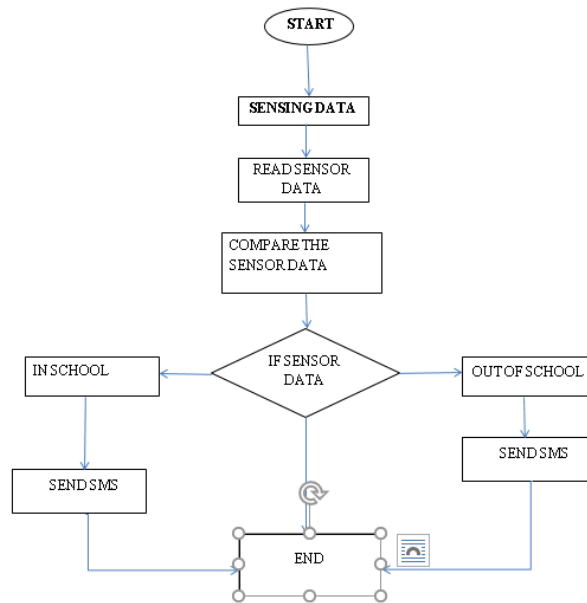 START
SENSING DATA
READ SENSOR
DATA
COMPARE THE
SENSOR DATA
IF SENSOR
DATA
IN SCHOOL
OUT OF SCHOOL
SEND SMS
SEND SMS
END